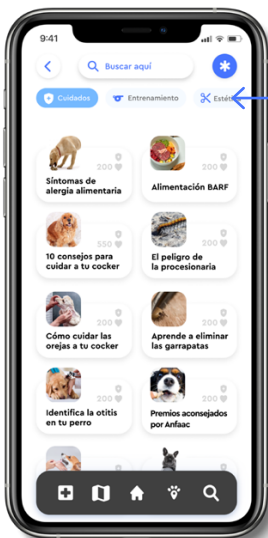 9:41
Buscar aquí
Cuidados Entrenamiento Estét
200 200
Síntomas de
alergia alimentaria
Alimentación BARF
550 200
10 consejos para
cuidar a tu cocker
El peligro de
la procesionaria
200 200
Cómo cuidar las
orejas a tu cocker
Aprende a eliminar
las garrapatas
200 200
Identifica la otitis
en tu perro
Premios aconsejados
por Anfaac